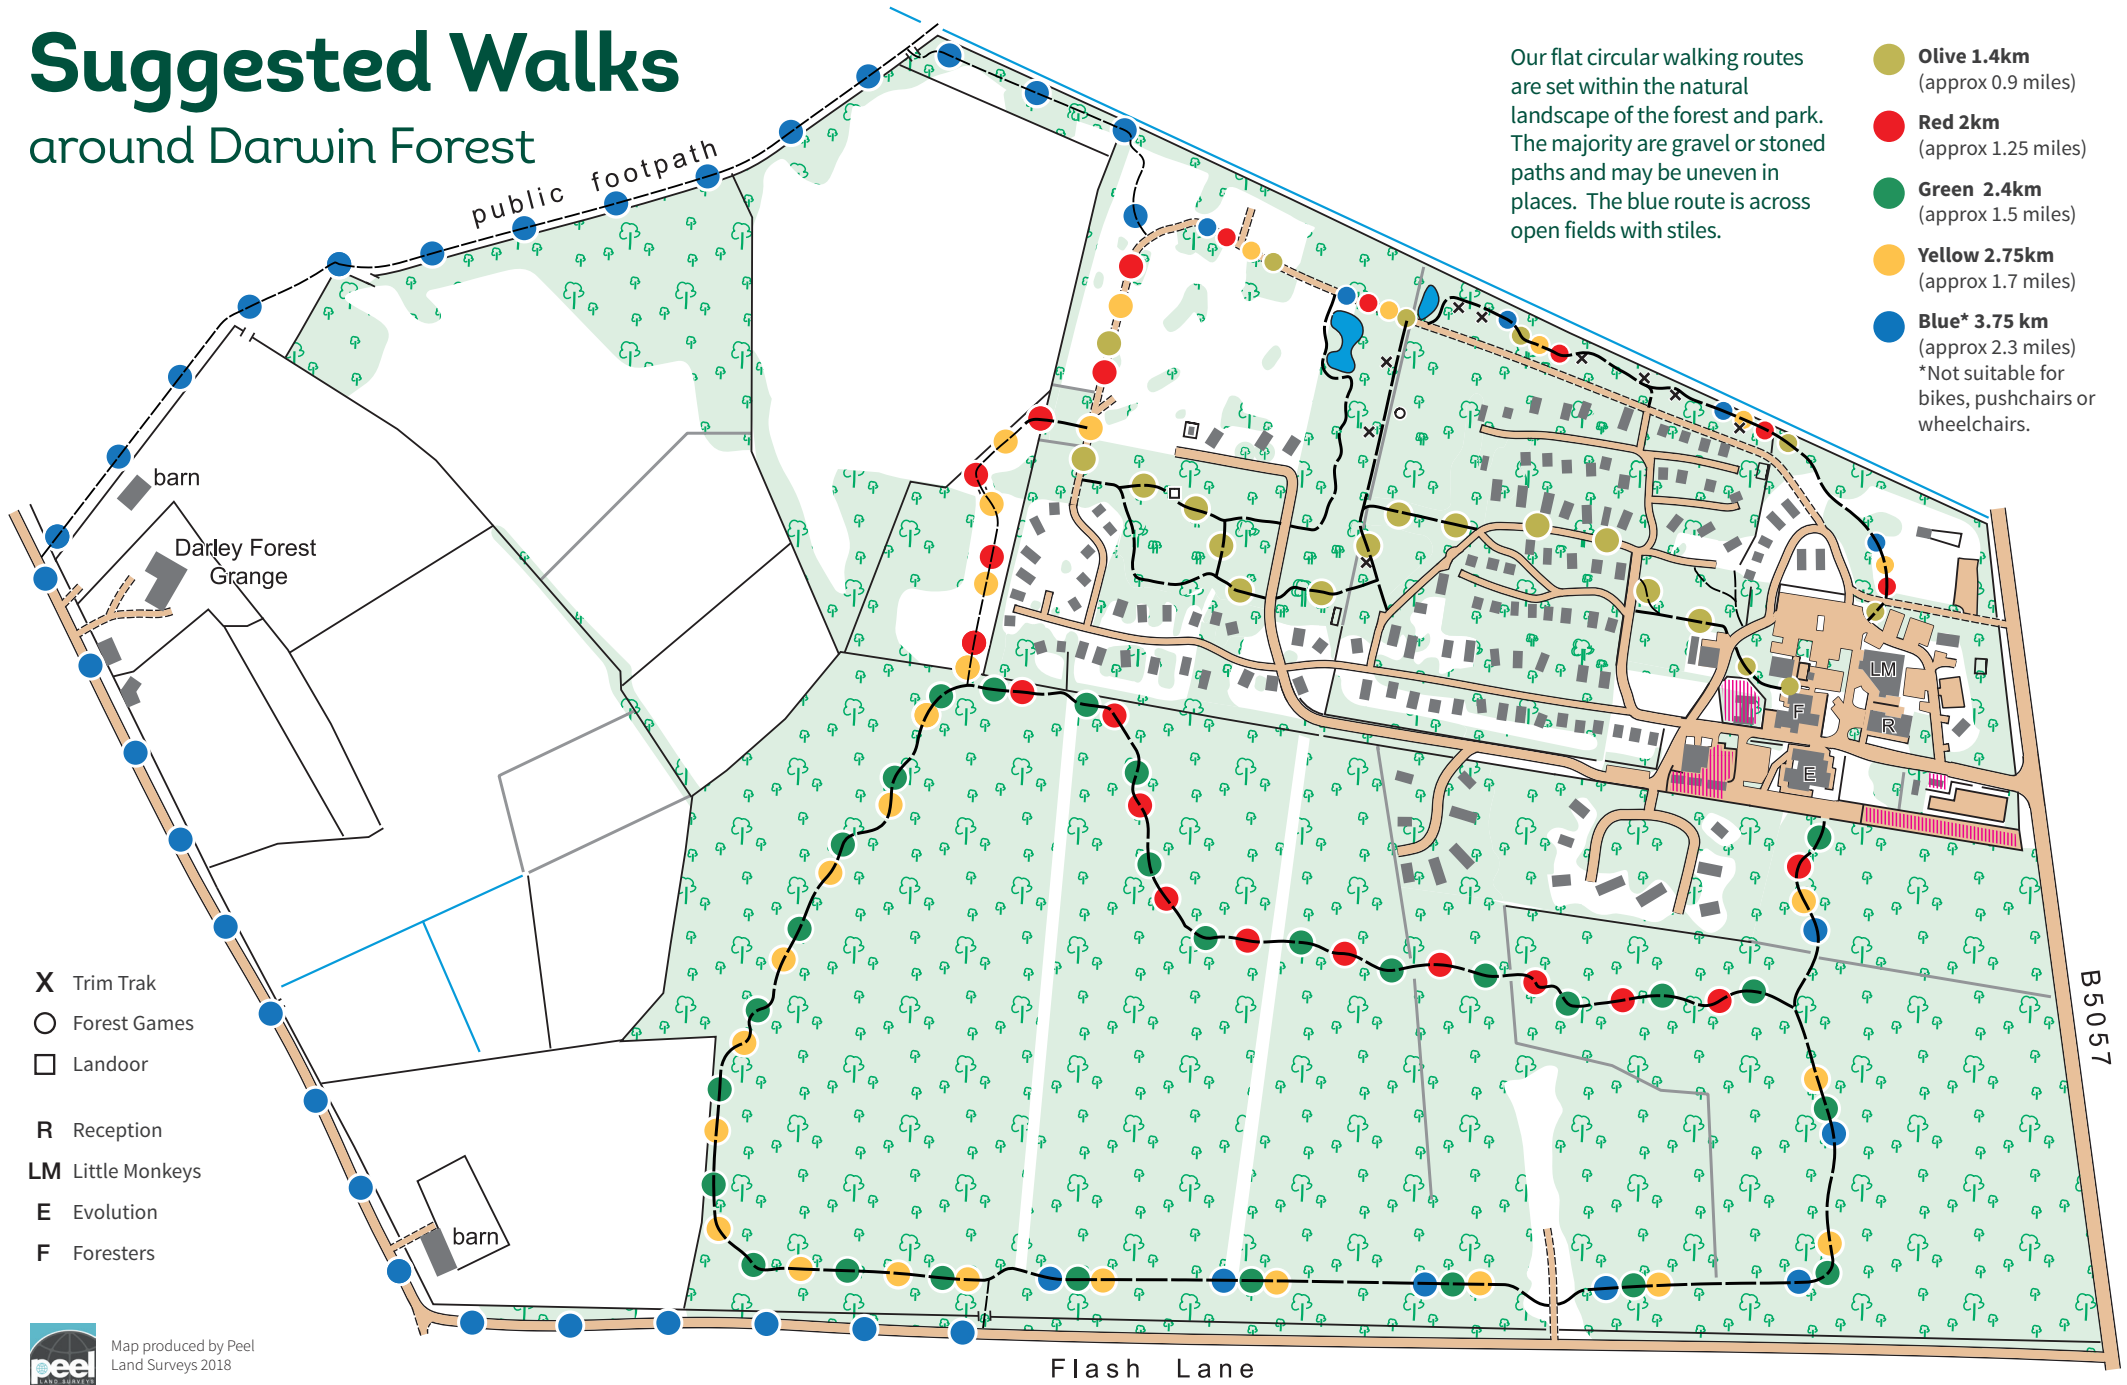 Suggested Walks
around Darwin Forest
Our flat circular walking routes
are set within the natural
landscape of the forest and park.
The majority are gravel or stoned
paths and may be uneven in
places. The blue route is across
open fields with stiles.
Olive 1.4km
(approx 0.9 miles)
Red 2km
(approx 1.25 miles)
Green 2.4km
(approx 1.5 miles)
Yellow 2.75km
(approx 1.7 miles)
Blue* 3.75 km
(approx 2.3 miles)
*Not suitable for
bikes, pushchairs or
wheelchairs.
public footpath
barn
Darley Forest
Grange
LM
F
R
E
X Trim Trak
Forest Games
Landoor
R Reception
LM Little Monkeys
E Evolution
F Foresters
barn
B5057
Flash Lane
peel
LAND SURVEYS
Map produced by Peel
Land Surveys 2018